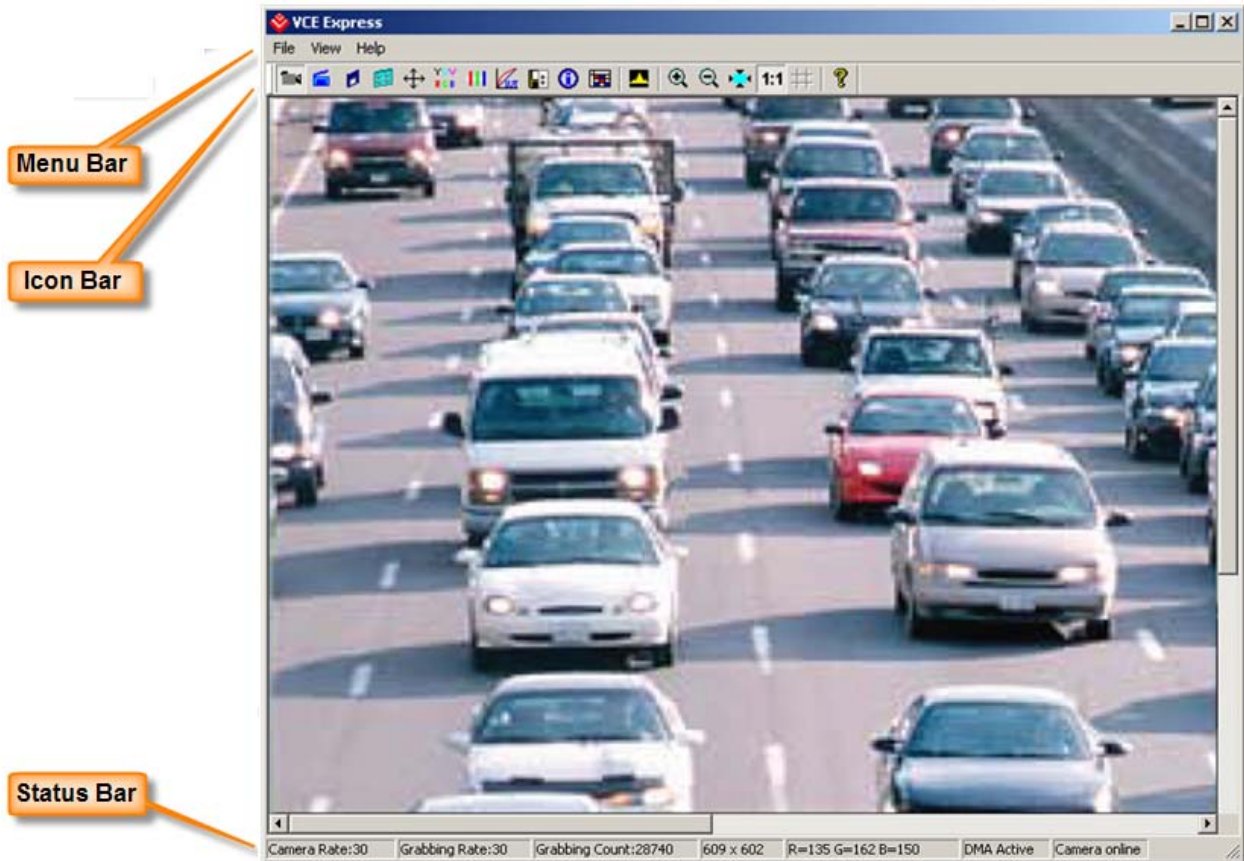 VCE Express
File View Help
1:1
Menu Bar
Icon Bar
Status Bar
Camera Rate:30 Grabbing Rate:30 Grabbing Count:28740 609 x 602 R=135 G=162 B=150 DMA Active Camera online